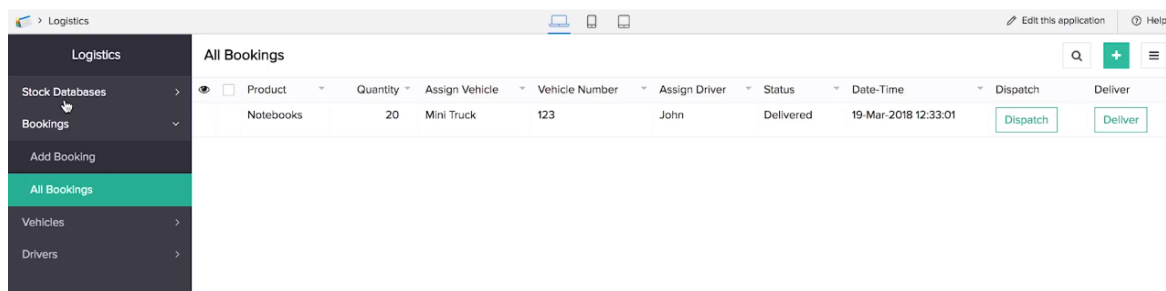 > Logistics
Edit this application
Help
Logistics
All Bookings
Stock Databases
Bookings
Add Booking
All Bookings
Vehicles
Drivers
Product Quantity Assign Vehicle Vehicle Number Assign Driver Status Date-Time Dispatch Deliver
Notebooks 20 Mini Truck 123 John Delivered 19-Mar-2018 12:33:01 Dispatch Deliver